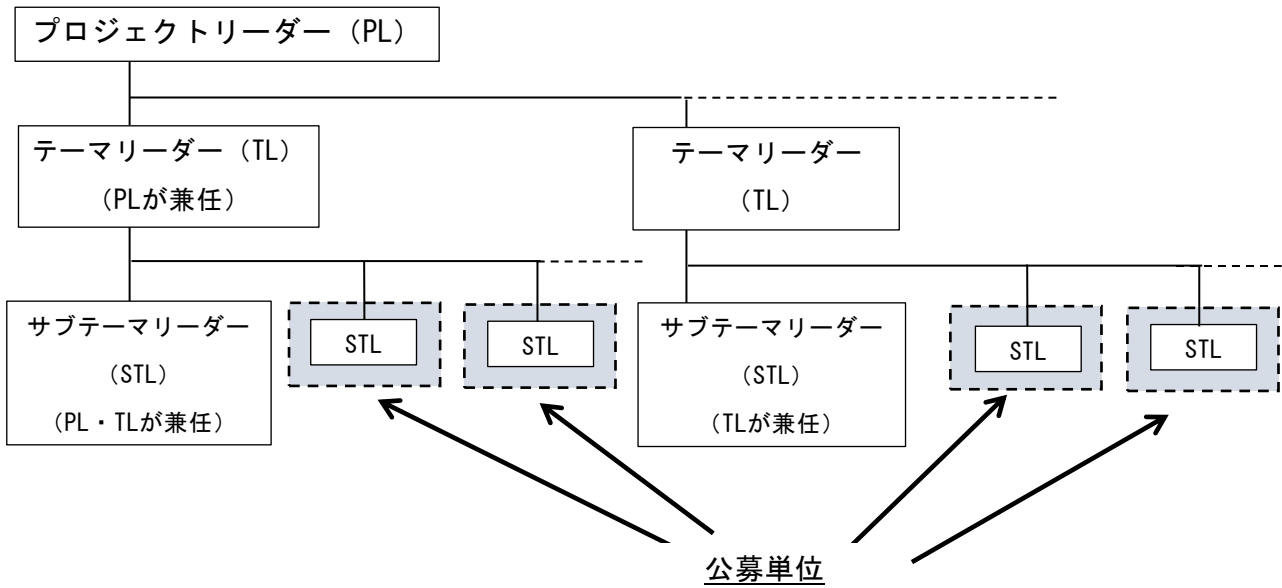 プロジェクトリーダー（PL）
テーマリーダー（TL）
（PLが兼任）
テーマリーダー
（TL）
サブテーマリーダー
（STL）
（PL・TLが兼任）
STL
STL
サブテーマリーダー
（STL）
（TLが兼任）
STL
STL
公募単位